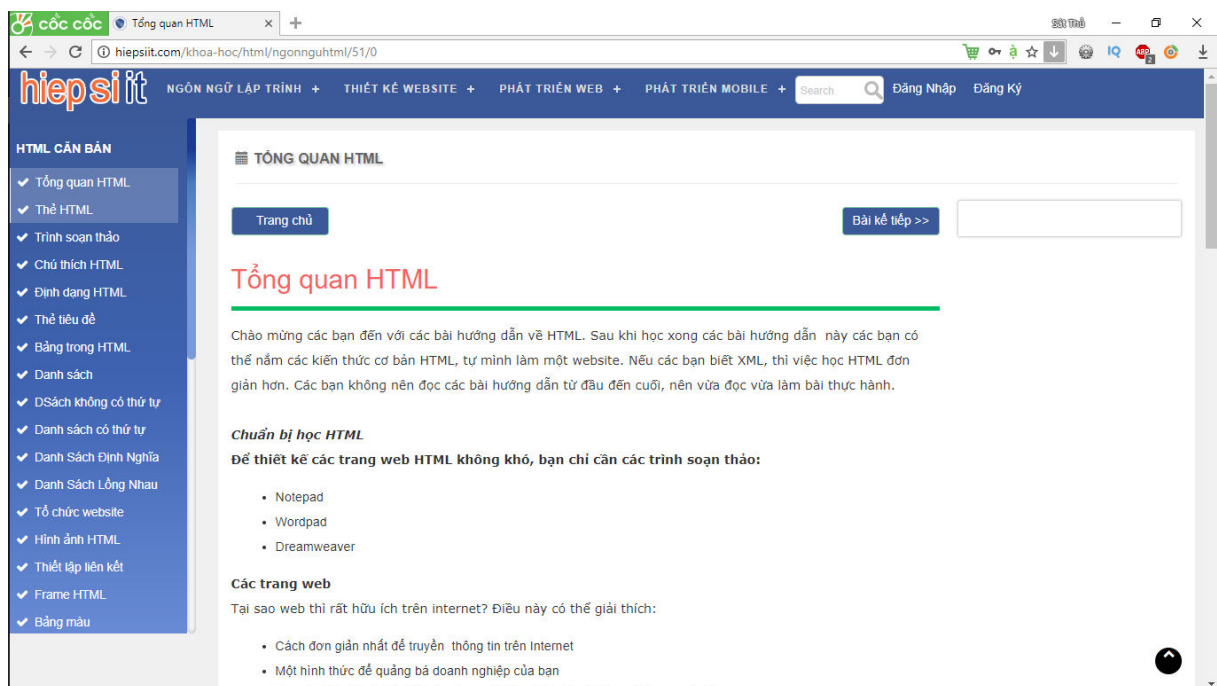 cốc cốc
Tổng quan HTML
Sửu Thủ
hiepsiit.com/khoa-hoc/html/ngonnguhtml/51/0
IQ
ABP
2
hiepsiit
NGÔN NGỮ LẬP TRÌNH +
THIẾT KẾ WEBSITE +
PHÁT TRIỂN WEB +
PHÁT TRIỂN MOBILE +
Search
Đăng Nhập
Đăng Ký
HTML CĂN BẢN
Tổng quan HTML
Thẻ HTML
Trình soạn thảo
Chú thích HTML
Định dạng HTML
Thẻ tiêu đề
Bảng trong HTML
Danh sách
DSách không có thứ tự
Danh sách có thứ tự
Danh Sách Định Nghĩa
Danh Sách Lồng Nhau
Tổ chức website
Hình ảnh HTML
Thiết lập liên kết
Frame HTML
Bảng màu
TỔNG QUAN HTML
Trang chủ
Bài kế tiếp >>
Tổng quan HTML
Chào mừng các bạn đến với các bài hướng dẫn về HTML. Sau khi học xong các bài hướng dẫn này các bạn có
thể nắm các kiến thức cơ bản HTML, tự mình làm một website. Nếu các bạn biết XML, thì việc học HTML đơn
giản hơn. Các bạn không nên đọc các bài hướng dẫn từ đầu đến cuối, nên vừa đọc vừa làm bài thực hành.
Chuẩn bị học HTML
Để thiết kế các trang web HTML không khó, bạn chỉ cần các trình soạn thảo:
Notepad
Wordpad
Dreamweaver
Các trang web
Tại sao web thì rất hữu ích trên internet? Điều này có thể giải thích:
Cách đơn giản nhất để truyền thông tin trên Internet
Một hình thức để quảng bá doanh nghiệp của bạn